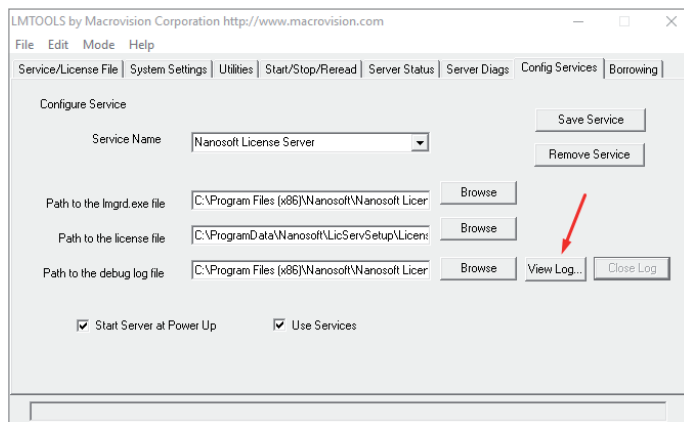 LMTOOLS by Macrovision Corporation http://www.macrovision.com
File Edit Mode Help
Service/License File System Settings Utilities Start/Stop/Reread Server Status Server Diags Config Services Borrowing
Configure Service
Save Service
Service Name Nanosoft License Server
Remove Service
Path to the lmgrd.exe file C:\Program Files (x86)\Nanosoft\Nanosoft Licer Browse
Path to the license file C:\ProgramData\Nanosoft\LicServSetup\Licens Browse
Path to the debug log file C:\Program Files (x86)\Nanosoft\Nanosoft Licer Browse View Log... Close Log
Start Server at Power Up Use Services